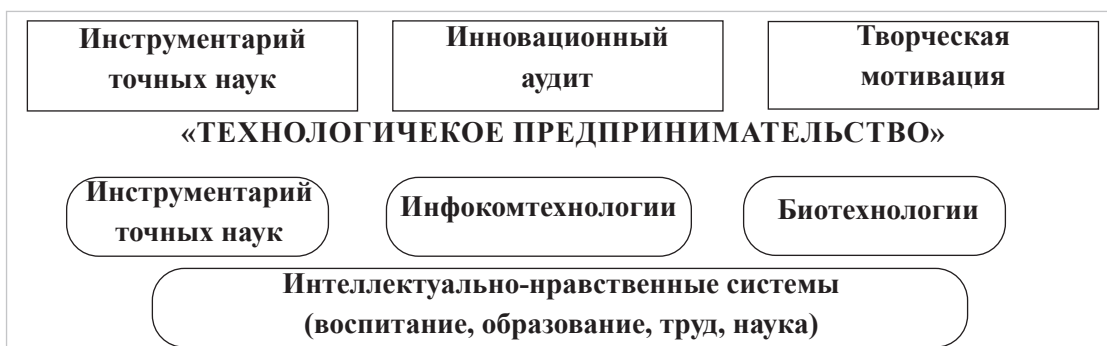 Инструментарий
точных наук
Инновационный
аудит
Творческая
мотивация
«ТЕХНОЛОГИЧЕКОЕ ПРЕДПРИНИМАТЕЛЬСТВО»
Инструментарий
точных наук
Инфокомтехнологии
Биотехнологии
Интеллектуально-нравственные системы
(воспитание, образование, труд, наука)